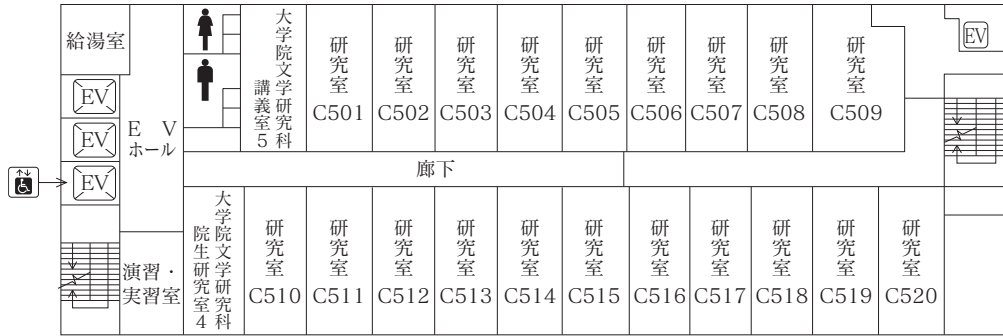 給湯室
EV
EV
EV
E V
ホール
演習・
実習室
大学院文学研究科
講義室5
研究室
C501
研究室
C502
研究室
C503
研究室
C504
研究室
C505
研究室
C506
研究室
C507
研究室
C508
研究室
C509
EV
廊下
大学院文学研究科
院生研究室4
研究室
C510
研究室
C511
研究室
C512
研究室
C513
研究室
C514
研究室
C515
研究室
C516
研究室
C517
研究室
C518
研究室
C519
研究室
C520